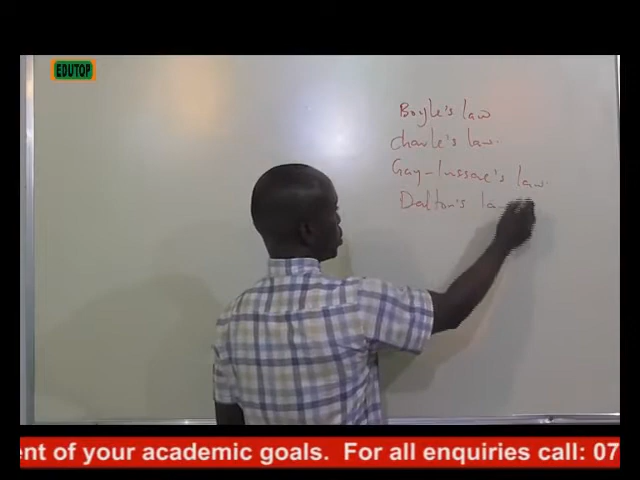 EDUTOP
Boyle's law
Charle's law.
Gay-lussac's law.
Dalton's law
ent of your academic goals. For all enquiries call: 07